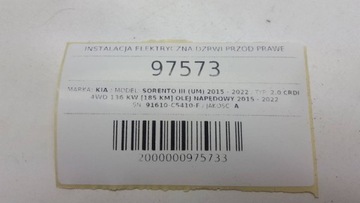 INSTALACJA ELEKTRYCZNA DZRWI PRZÓD PRAWE
97573
MARKA: KIA : MODEL: SORENTO III (UM) 2015 - 2022 , TYP: 2.0 CRDI
4WD 136 KW [185 KM] OLEJ NAPĘDOWY 2015 - 2022
SN: 91610-C5410-F / JAKOŚĆ: A
2000000975733